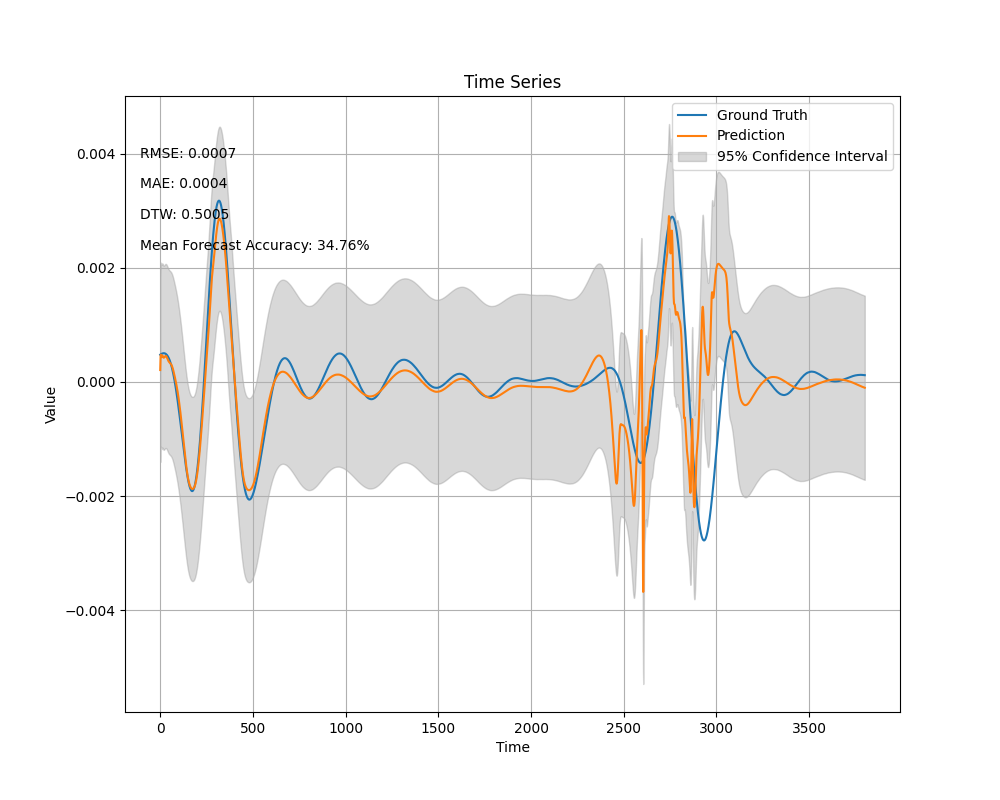 Time Series
Ground Truth
Prediction
95% Confidence Interval
RMSE: 0.0007
MAE: 0.0004
DTW: 0.5005
Mean Forecast Accuracy: 34.76%
0.004
0.002
0.000
−0.002
−0.004
Value
0 500 1000 1500 2000 2500 3000 3500
Time